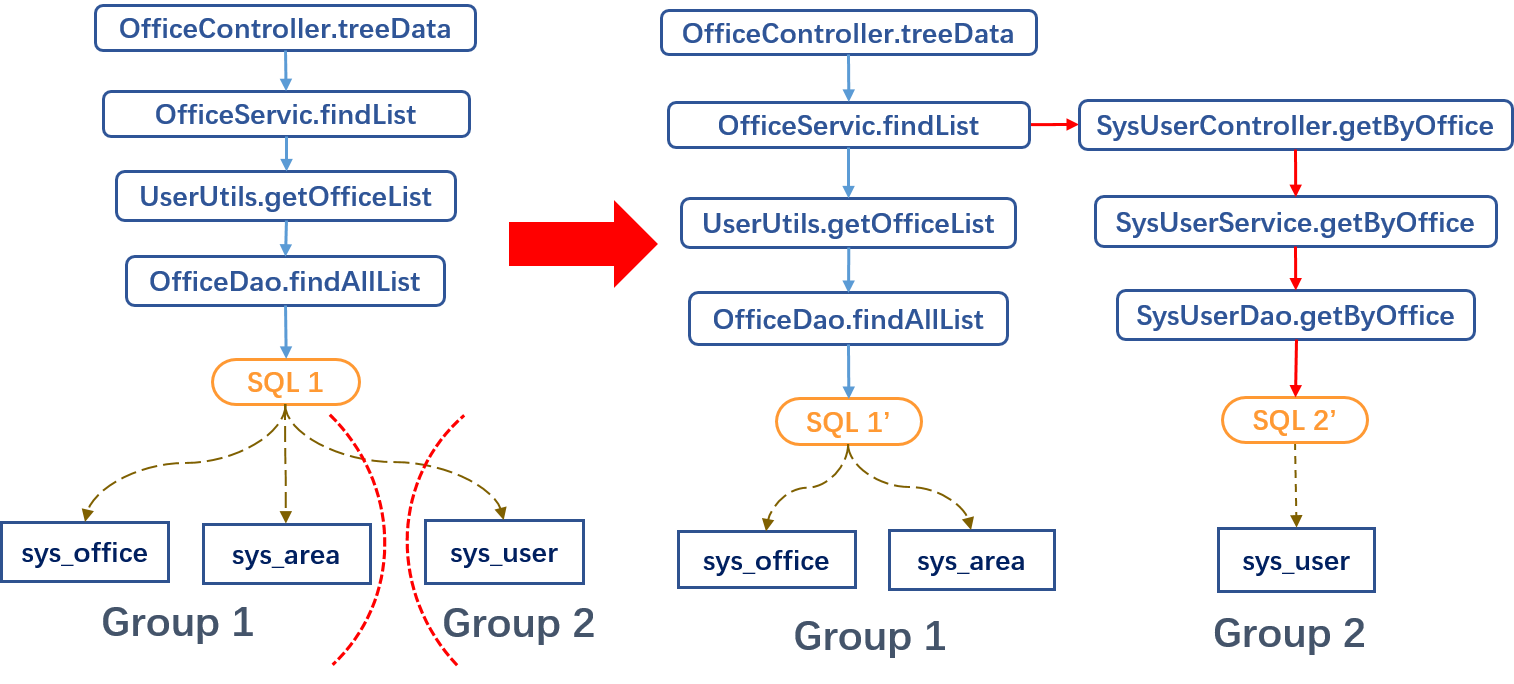 OfficeController.treeData
OfficeServic.findList
UserUtils.getOfficeList
OfficeDao.findAllList
SQL 1
sys_office
sys_area
sys_user
Group 1
Group 2
OfficeController.treeData
OfficeServic.findList
UserUtils.getOfficeList
OfficeDao.findAllList
SQL 1’
sys_office
sys_area
Group 1
SysUserController.getByOffice
SysUserService.getByOffice
SysUserDao.getByOffice
SQL 2’
sys_user
Group 2